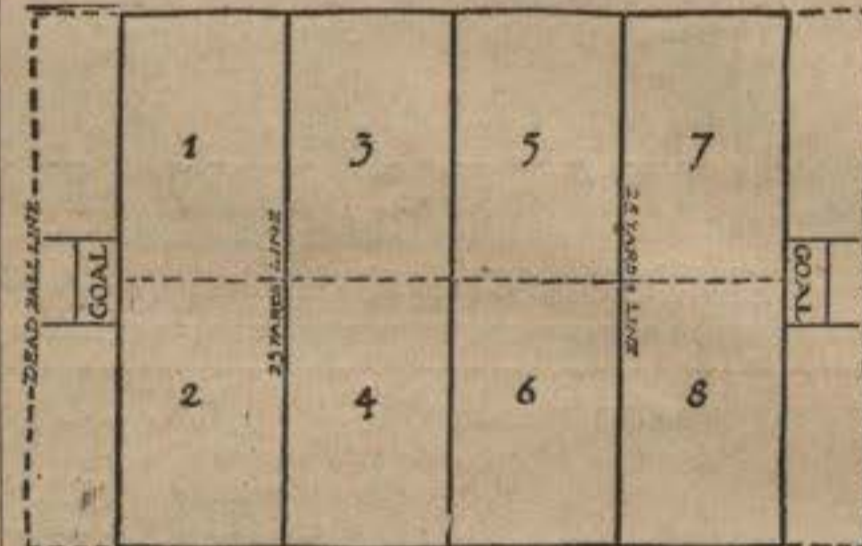 1 3 5 7
DEAD BALL LINE
GOAL
25 YARDS LINE
25 YARDS LINE
GOAL
2 4 6 8